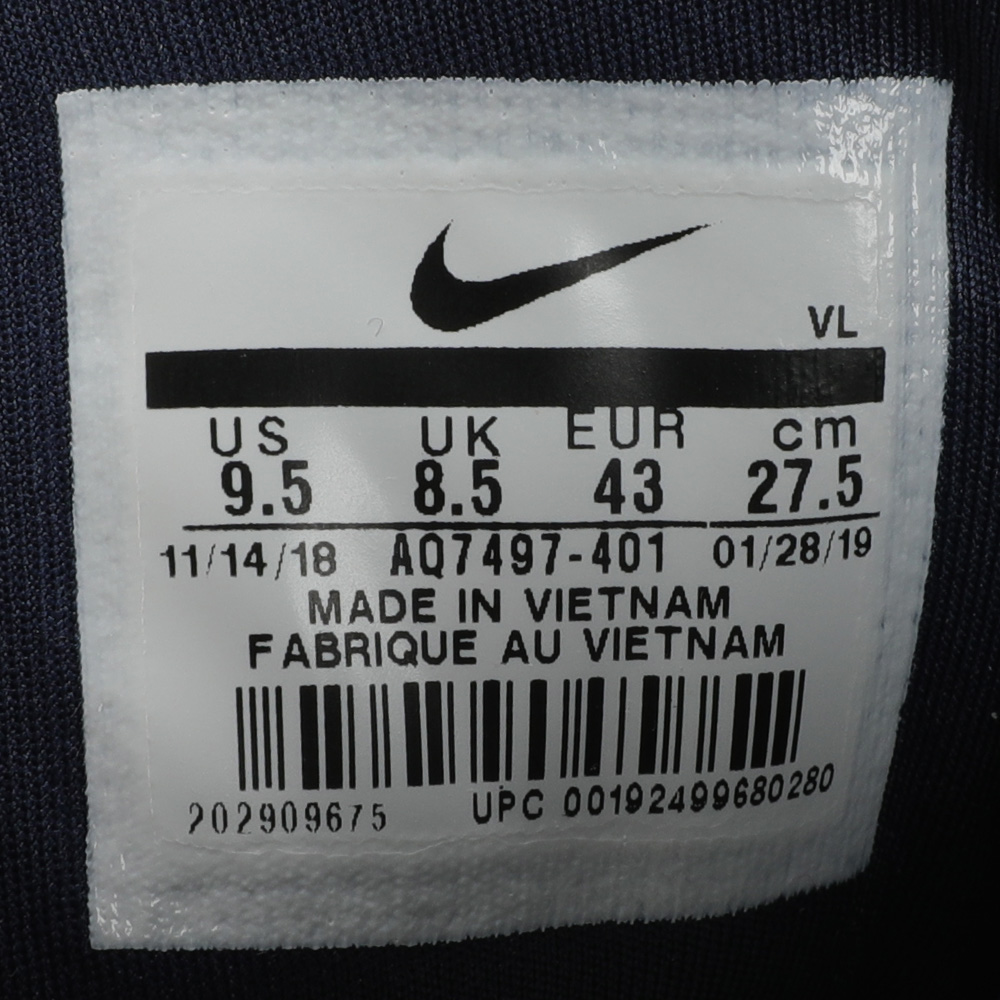 VL
US UK EUR cm
9.5 8.5 43 27.5
11/14/18 AQ7497-401 01/28/19
MADE IN VIETNAM
FABRIQUE AU VIETNAM
202909675 UPC 00192499680280